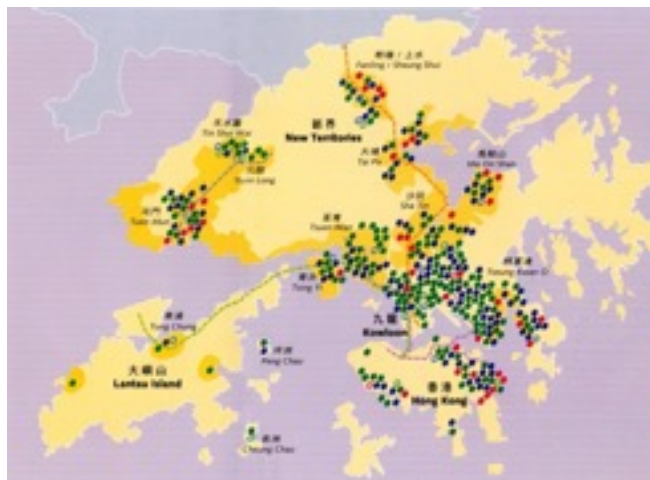 粉嶺 / 上水
Fanling / Sheung Shui
天水圍
Tin Shui Wai
新界
New Territories
元朗
Yuen Long
大埔
Tai Po
馬鞍山
Ma On Shan
屯門
Tuen Mun
沙田
Sha Tin
荃灣
Tsuen Wan
將軍澳
Tseung Kwan O
青衣
Tsing Yi
九龍
Kowloon
東涌
Tung Chung
坪洲
Peng Chau
大嶼山
Lantau Island
香港
Hong Kong
長洲
Cheung Chau